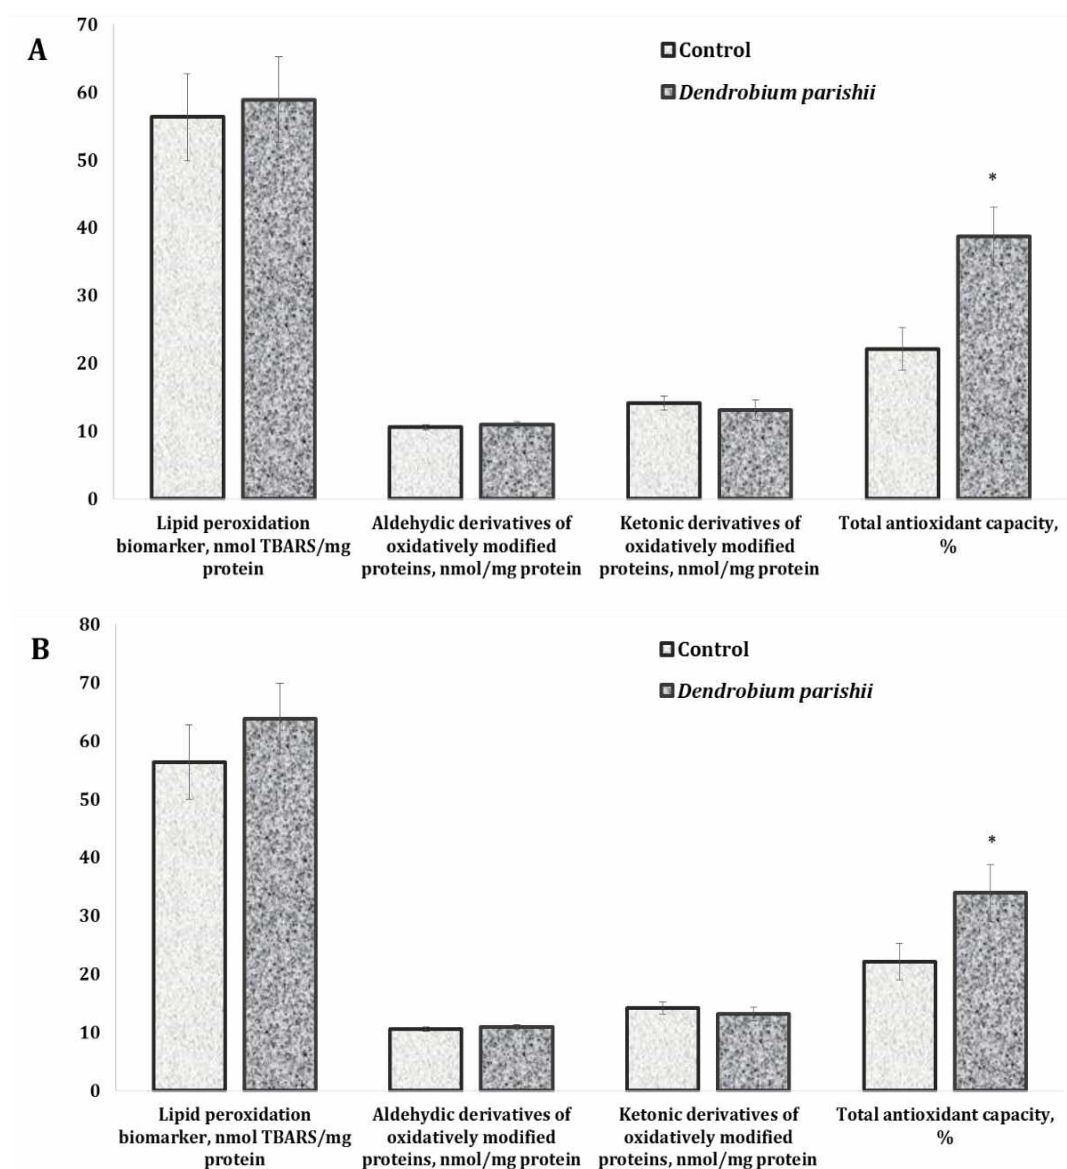 A
70
60
50
40
30
20
10
0
Control
Dendrobium parishii
*
Lipid peroxidation
biomarker, nmol TBARS/mg
protein
Aldehydic derivatives of
oxidatively modified
proteins, nmol/mg protein
Ketonic derivatives of
oxidatively modified
proteins, nmol/mg protein
Total antioxidant capacity,
%
B
80
70
60
50
40
30
20
10
0
Control
Dendrobium parishii
*
Lipid peroxidation
biomarker, nmol TBARS/mg
protein
Aldehydic derivatives of
oxidatively modified
proteins, nmol/mg protein
Ketonic derivatives of
oxidatively modified
proteins, nmol/mg protein
Total antioxidant capacity,
%